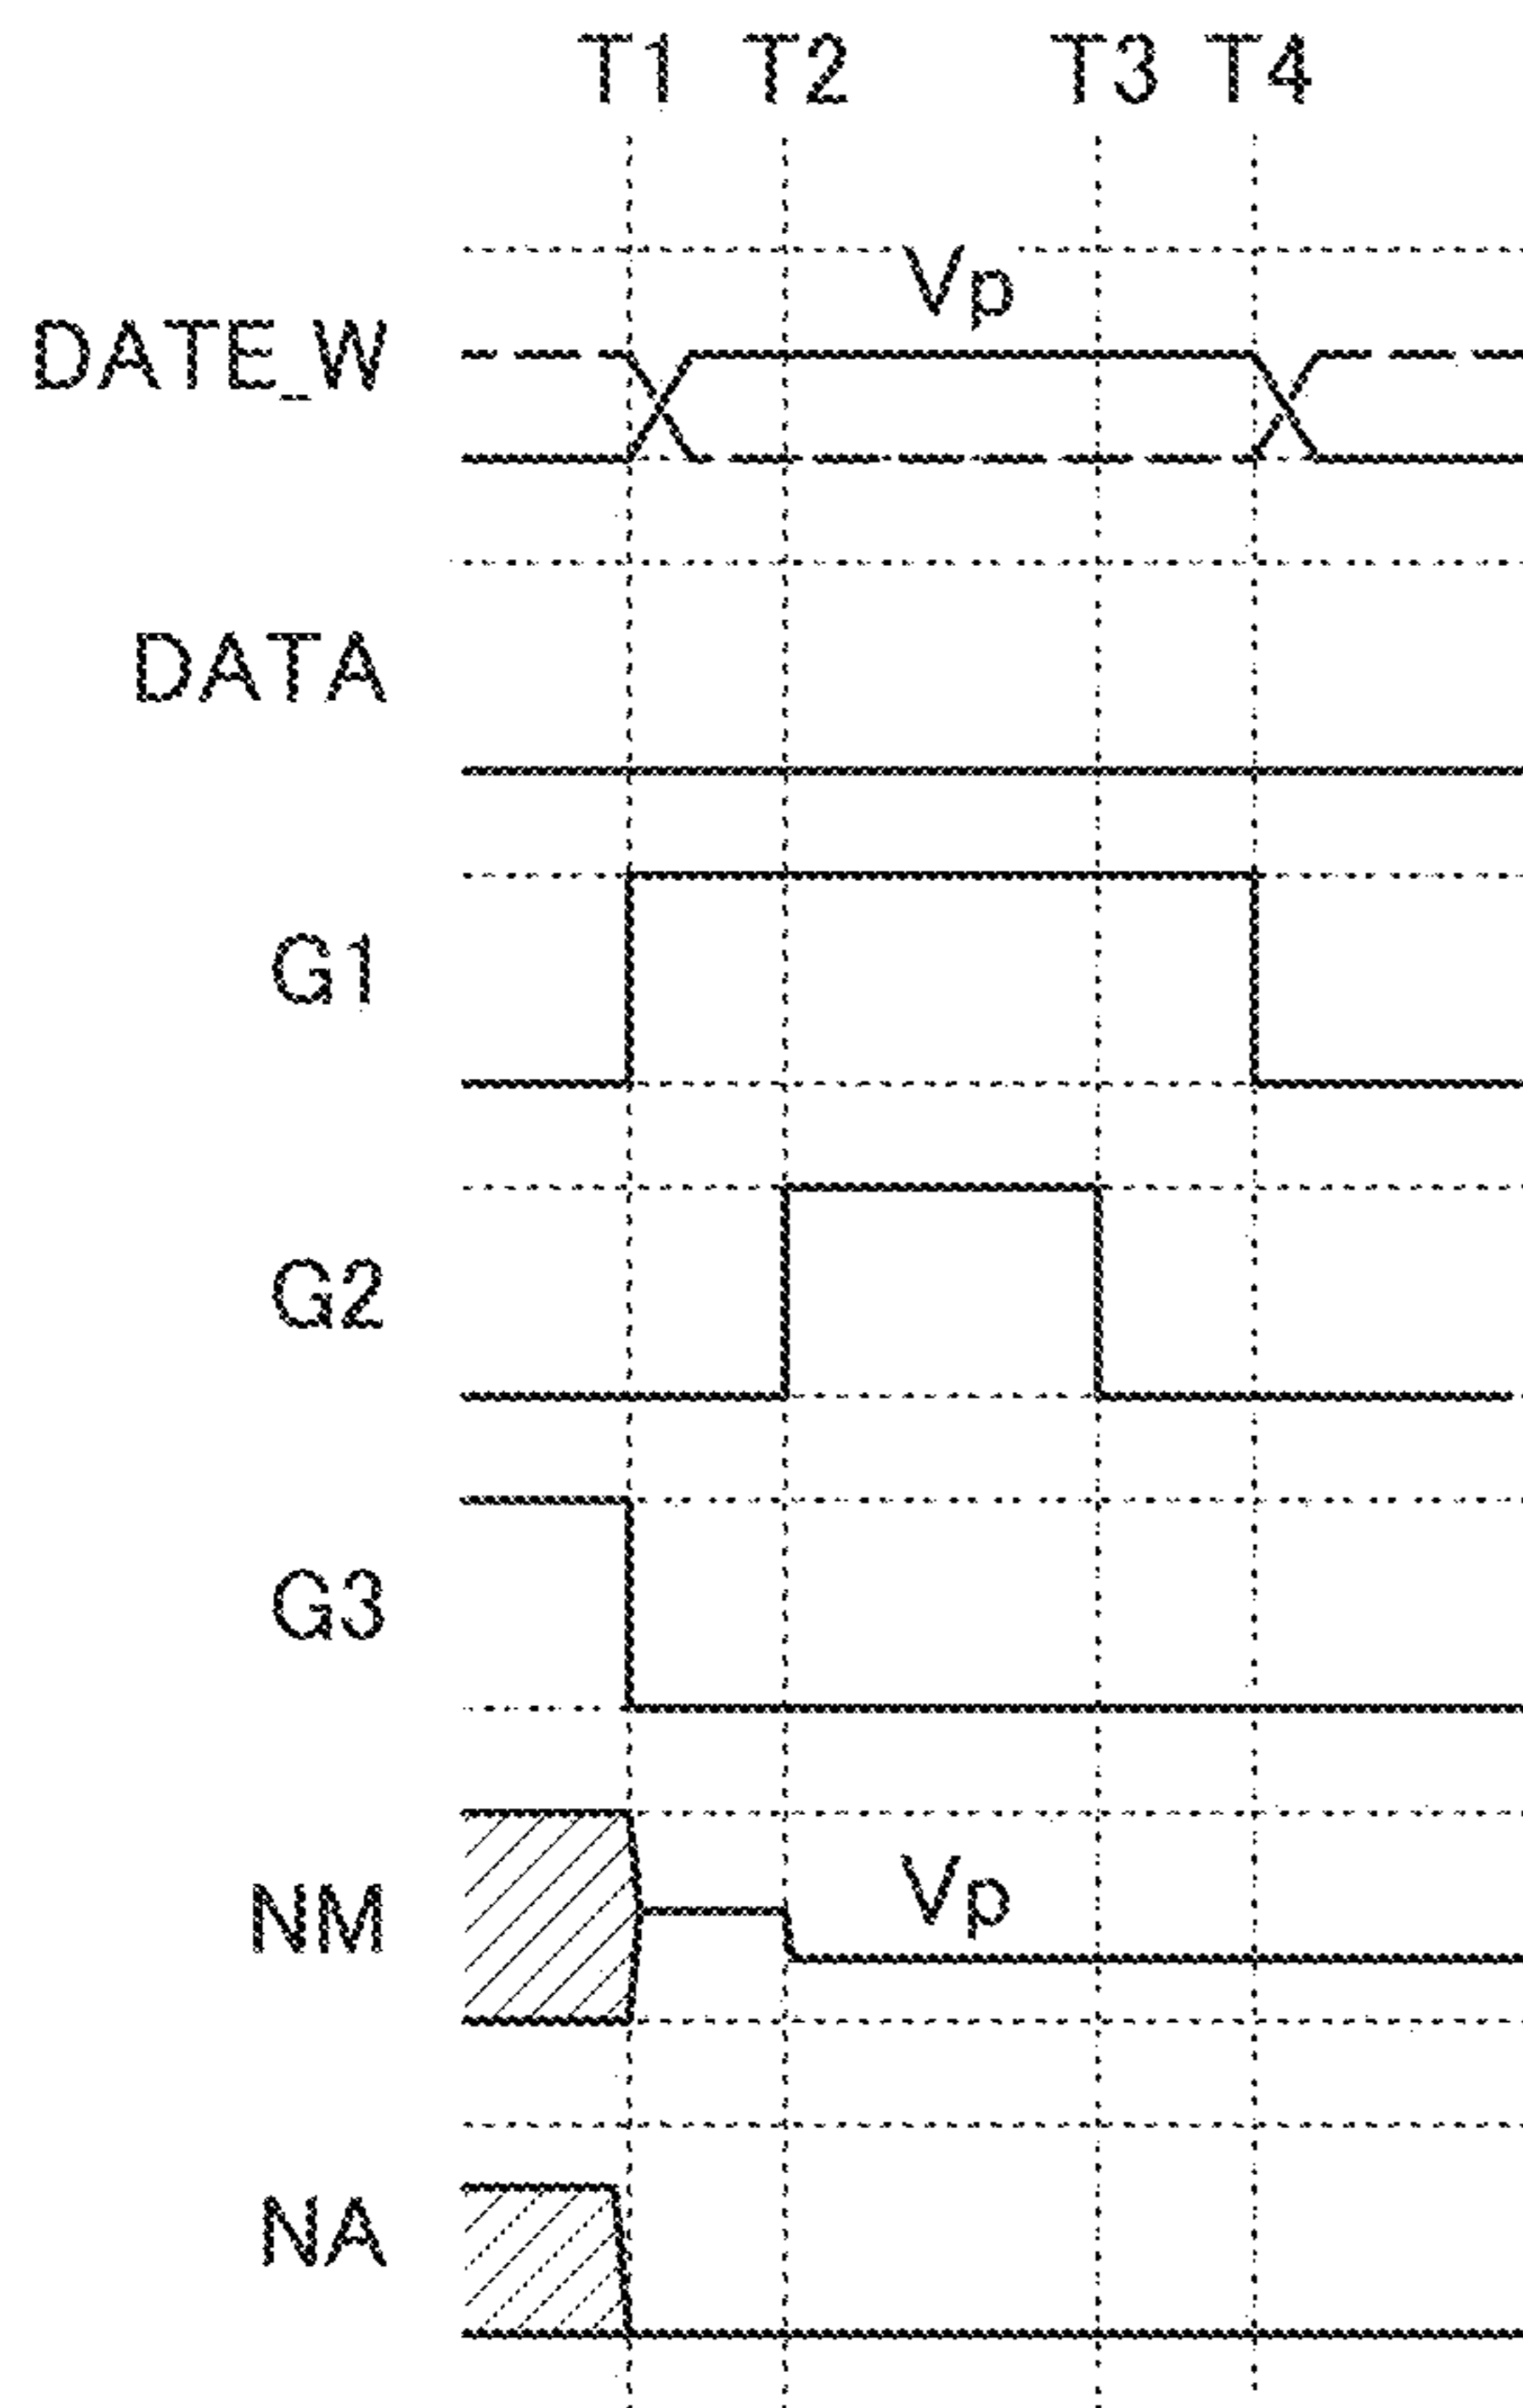 T1 T2 T3 T4
Vp
DATE_W
DATA
G1
G2
G3
Vp
NM
NA